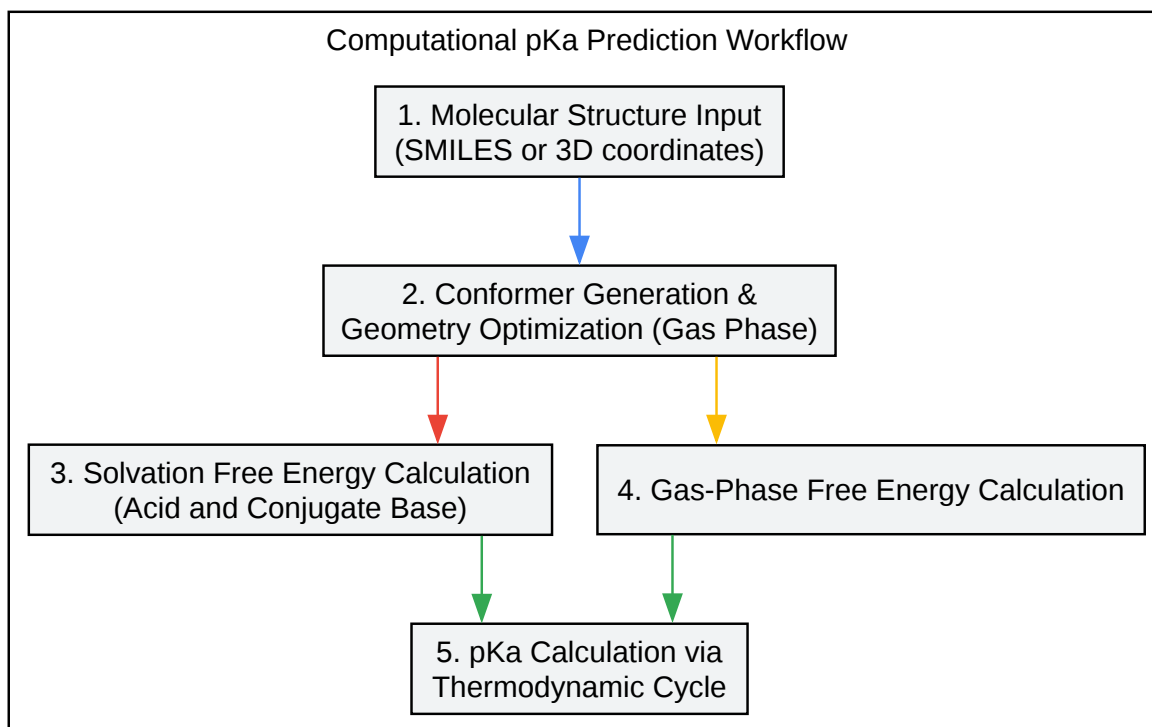 Computational pKa Prediction Workflow
1. Molecular Structure Input
(SMILES or 3D coordinates)
2. Conformer Generation &
Geometry Optimization (Gas Phase)
3. Solvation Free Energy Calculation
(Acid and Conjugate Base)
4. Gas-Phase Free Energy Calculation
5. pKa Calculation via
Thermodynamic Cycle